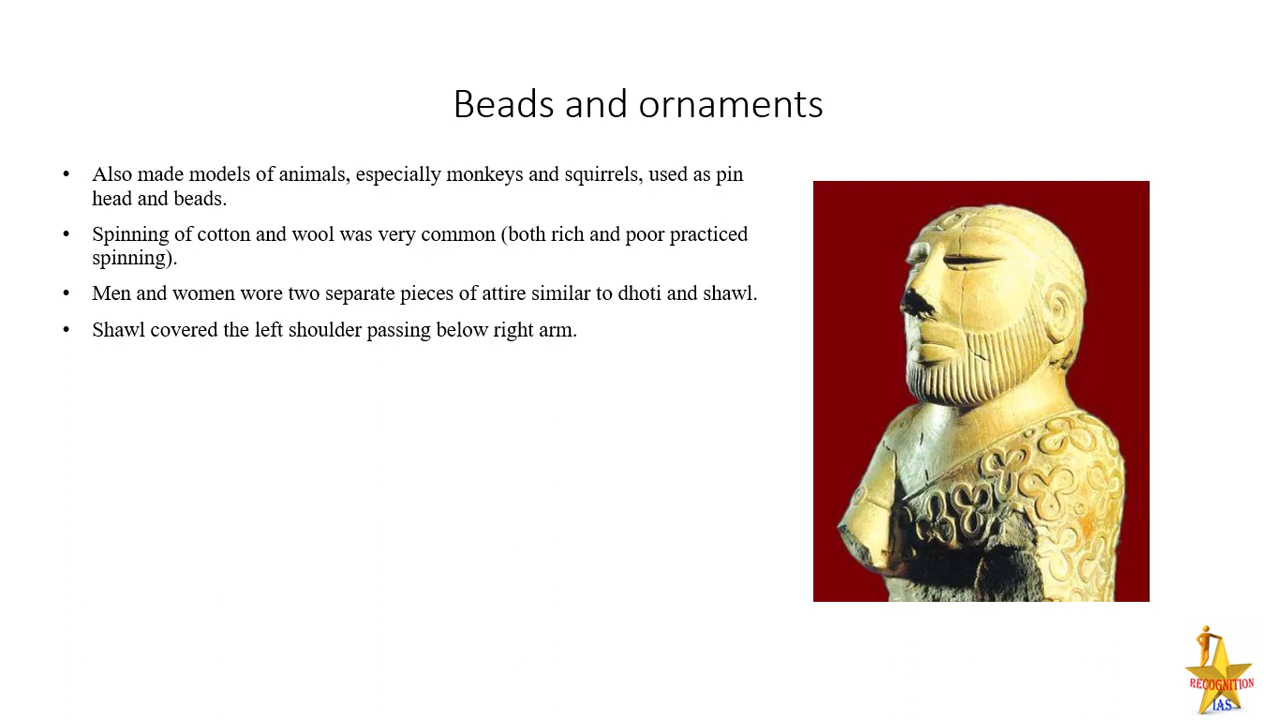 Beads and ornaments
• Also made models of animals, especially monkeys and squirrels, used as pin
head and beads.
• Spinning of cotton and wool was very common (both rich and poor practiced
spinning).
• Men and women wore two separate pieces of attire similar to dhoti and shawl.
• Shawl covered the left shoulder passing below right arm.
RECOGNITION
IAS